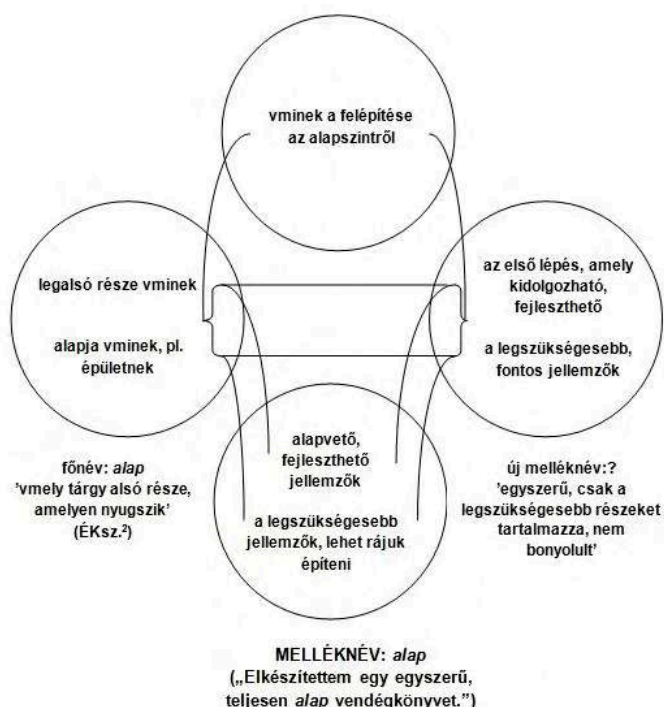 vminek a felépítése
az alapszintről
legalsó része vminek
alapja vminek, pl.
épületnek
az első lépés, amely
kidolgozható,
fejleszthető
a legszükségesebb,
fontos jellemzők
főnév: alap
'vmely tárgy alsó része,
amelyen nyugszik'
(ÉKsz.²)
alapvető,
fejleszthető
jellemzők
a legszükségesebb
jellemzők, lehet rájuk
építeni
új melléknév:?
'egyszerű, csak a
legszükségesebb részeket
tartalmazza, nem
bonyolult'
MELLÉKNÉV: alap
(„Elkészítettem egy egyszerű,
teljesen alap vendégkönyvet.")